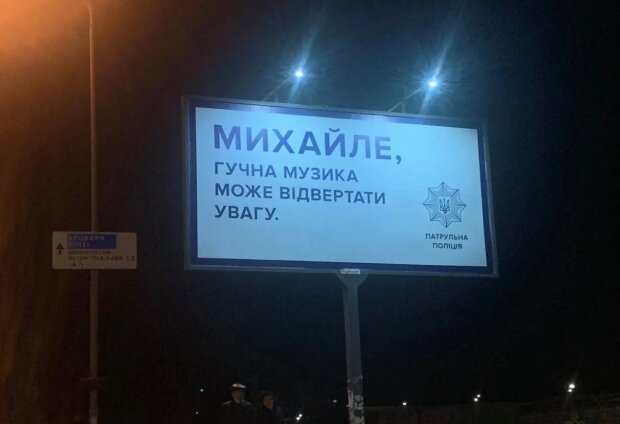 МИХАЙЛЕ,
ГУЧНА МУЗИКА
МОЖЕ ВІДВЕРТАТИ
УВАГУ.
ПАТРУЛЬНА
ПОЛІЦІЯ
БРОВАРИ